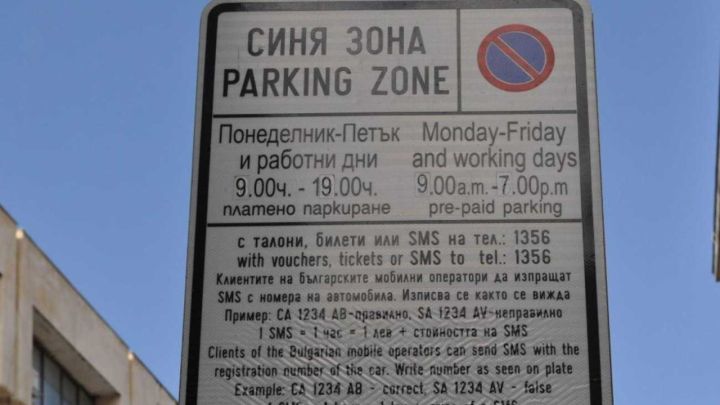 СИНЯ ЗОНА
PARKING ZONE
Понеделник-Петък
и работни дни
9.00ч. - 19.00ч.
платено паркиране
Monday-Friday
and working days
9.00a.m-7.00p.m
pre-paid parking
с талони, билети или SMS на тел.: 1356
with vouchers, tickets or SMS to tel.: 1356
Клиентите на българските мобилни оператори да изпращат
SMS с номера на автомобила. Изписва се както се вижда
Пример: СА 1234 АВ-правилно, SA 1234 AV-неправилно
1 SMS = 1 час = 1 лев + стойността на SMS
Clients of the Bulgarian mobile operators can send SMS with the
registration number of the car. Write number as seen on plate
Example: CA 1234 AB - correct, SA 1234 AV - false